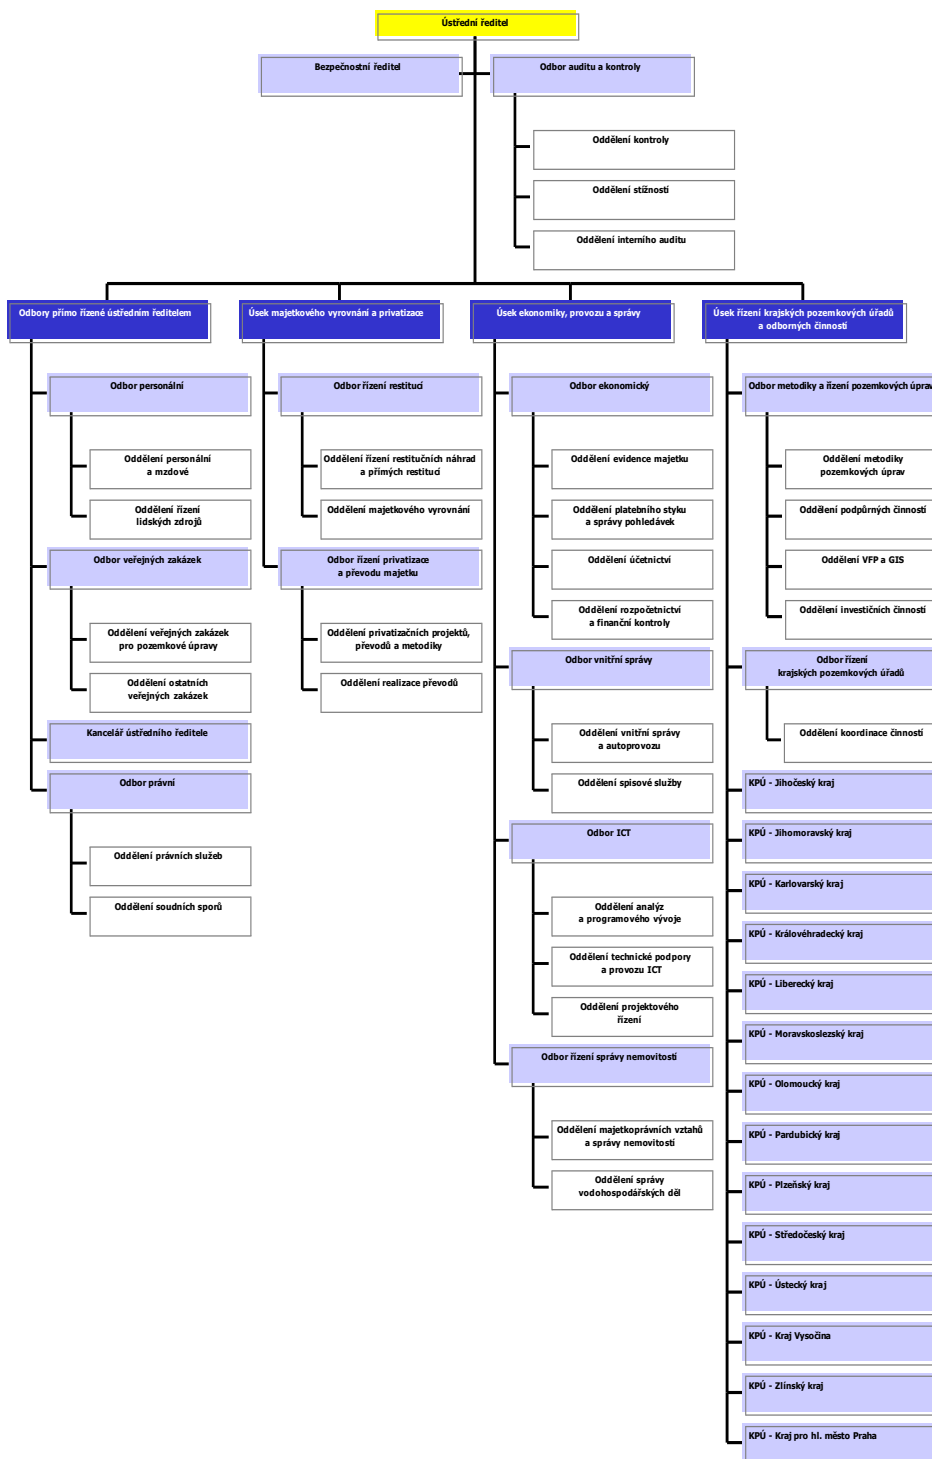 Ústřední ředitel
Bezpečnostní ředitel
Odbor auditu a kontroly
Oddělení kontroly
Oddělení stížností
Oddělení interního auditu
Odbory přímo řízené ústředním ředitelem
Odbor personální
Oddělení personální
a mzdové
Oddělení řízení
lidských zdrojů
Odbor veřejných zakázek
Oddělení veřejných zakázek
pro pozemkové úpravy
Oddělení ostatních
veřejných zakázek
Kancelář ústředního ředitele
Odbor právní
Oddělení právních služeb
Oddělení soudních sporů
Úsek majetkového vyrovnání a privatizace
Odbor řízení restitucí
Oddělení řízení restitučních náhrad
a přímých restitucí
Oddělení majetkového vyrovnání
Odbor řízení privatizace
a převodu majetku
Oddělení privatizačních projektů,
převodů a metodiky
Oddělení realizace převodů
Úsek ekonomiky, provozu a správy
Odbor ekonomický
Oddělení evidence majetku
Oddělení platebního styku
a správy pohledávek
Oddělení účetnictví
Oddělení rozpočetnictví
a finanční kontroly
Odbor vnitřní správy
Oddělení vnitřní správy
a autoprovozu
Oddělení spisové služby
Odbor ICT
Oddělení analýz
a programového vývoje
Oddělení technické podpory
a provozu ICT
Oddělení projektového
řízení
Odbor řízení správy nemovitostí
Oddělení majetkoprávních vztahů
a správy nemovitostí
Oddělení správy
vodohospodářských děl
Úsek řízení krajských pozemkových úřadů
a odborných činností
Odbor metodiky a řízení pozemkových úprav
Oddělení metodiky
pozemkových úprav
Oddělení podpůrných činností
Oddělení VFP a GIS
Oddělení investičních činností
Odbor řízení
krajských pozemkových úřadů
Oddělení koordinace činností
KPÚ - Jihočeský kraj
KPÚ - Jihomoravský kraj
KPÚ - Karlovarský kraj
KPÚ - Královéhradecký kraj
KPÚ - Liberecký kraj
KPÚ - Moravskoslezský kraj
KPÚ - Olomoucký kraj
KPÚ - Pardubický kraj
KPÚ - Plzeňský kraj
KPÚ - Středočeský kraj
KPÚ - Ústecký kraj
KPÚ - Kraj Vysočina
KPÚ - Zlínský kraj
KPÚ - Kraj pro hl. město Praha